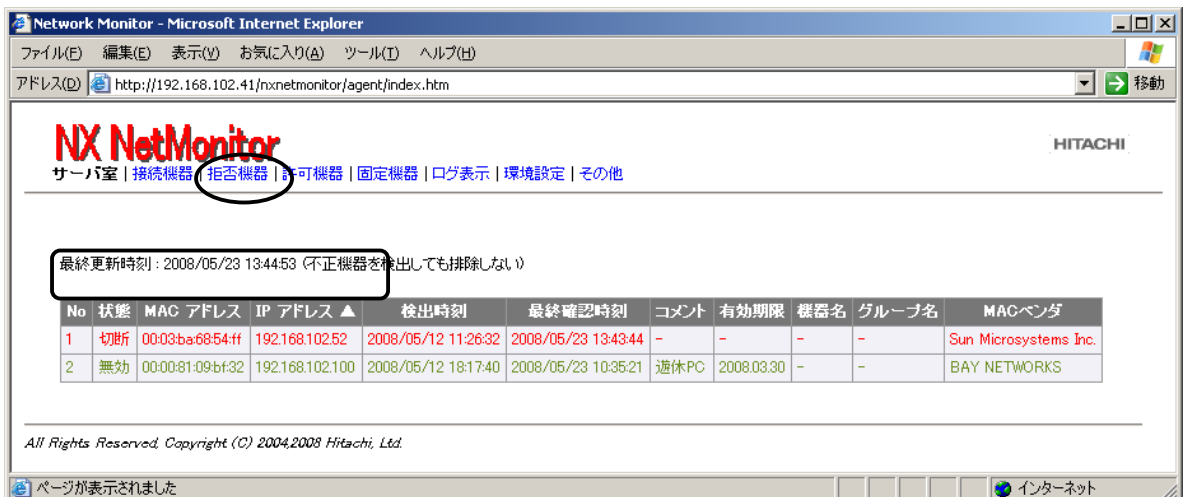 Network Monitor - Microsoft Internet Explorer
ファイル(F) 編集(E) 表示(V) お気に入り(A) ツール(T) ヘルプ(H)
アドレス(D) http://192.168.102.41/nxnetmonitor/agent/index.htm 移動
NX NetMonitor
HITACHI
サーバ室 | 接続機器 | 拒否機器 | 許可機器 | 固定機器 | ログ表示 | 環境設定 | その他
最終更新時刻 : 2008/05/23 13:44:53 (不正機器を検出しても排除しない)
No 状態 MAC アドレス IP アドレス ▲ 検出時刻 最終確認時刻 コメント 有効期限 機器名 グループ名 MACベンダ
1 切断 00:03:ba:68:54:ff 192.168.102.52 2008/05/12 11:26:32 2008/05/23 13:43:44 - - - - Sun Microsystems Inc.
2 無効 00:00:81:09:bf:32 192.168.102.100 2008/05/12 18:17:40 2008/05/23 10:35:21 遊休PC 2008.03.30 - - BAY NETWORKS
All Rights Reserved, Copyright (C) 2004,2008 Hitachi, Ltd.
ページが表示されました インターネット